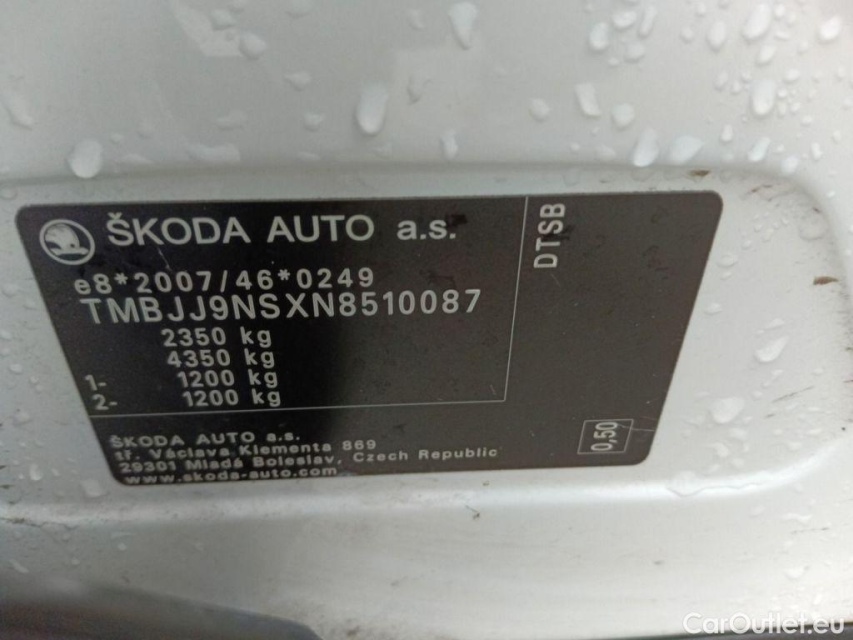 ŠKODA AUTO a.s.
e8*2007/46*0249
TMBJJ9NSXN8510087
2350 kg
4350 kg
1- 1200 kg
2- 1200 kg
DTSB
0,50
ŠKODA AUTO a.s.
tř. Václava Klementa 869
29301 Mladá Boleslav, Czech Republic
www.skoda-auto.com
CarOutlet.eu